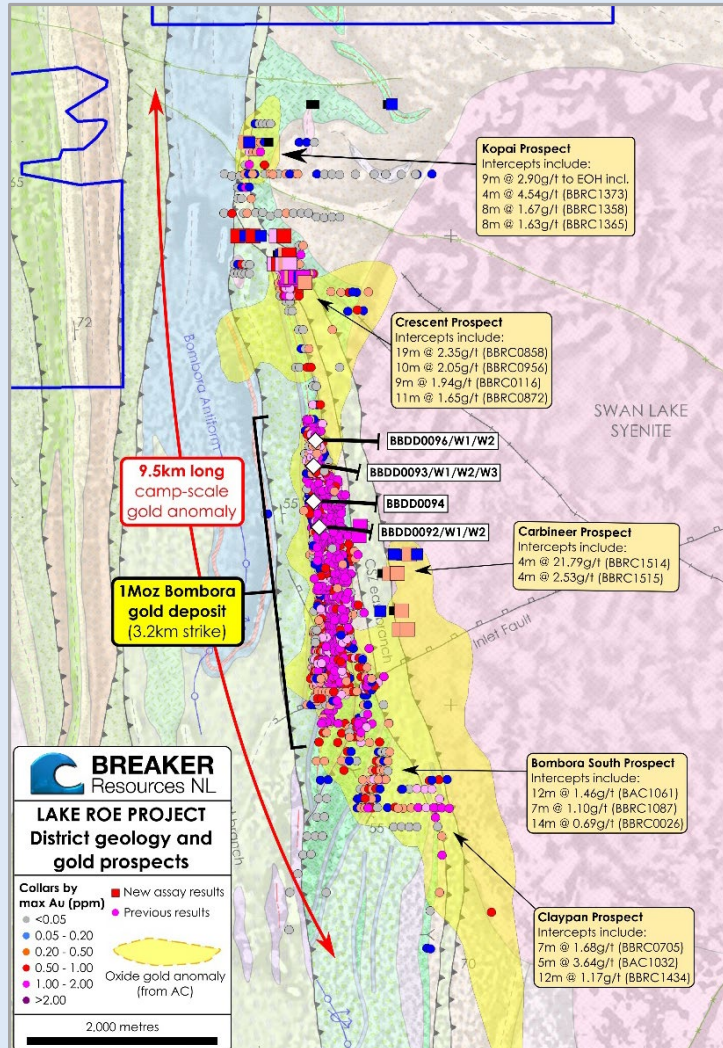 Kopai Prospect
Intercepts include:
9m @ 2.90g/t to EOH incl.
4m @ 4.54g/t (BBRC1373)
8m @ 1.67g/t (BBRC1358)
8m @ 1.63g/t (BBRC1365)
72
Crescent Prospect
Intercepts include:
19m @ 2.35g/t (BBRC0858)
10m @ 2.05g/t (BBRC0956)
9m @ 1.94g/t (BBRC0116)
11m @ 1.65g/t (BBRC0872)
Bombora Antiform
SWAN LAKE
SYENITE
BBDD0096/W1/W2
BBDD0093/W1/W2/W3
BBDD0094
BBDD0092/W1/W2
9.5km long
camp-scale
gold anomaly
55
Carbineer Prospect
Intercepts include:
4m @ 21.79g/t (BBRC1514)
4m @ 2.53g/t (BBRC1515)
1Moz Bombora
gold deposit
(3.2km strike)
Inlet Fault
Bombora South Prospect
Intercepts include:
12m @ 1.46g/t (BAC1061)
7m @ 1.10g/t (BBRC1087)
14m @ 0.69g/t (BBRC0026)
55
Claypan Prospect
Intercepts include:
7m @ 1.68g/t (BBRC0705)
5m @ 3.64g/t (BAC1032)
12m @ 1.17g/t (BBRC1434)
70
BREAKER
Resources NL
LAKE ROE PROJECT
District geology and
gold prospects
Collars by
max Au (ppm)
<0.05
0.05 - 0.20
0.20 - 0.50
0.50 - 1.00
1.00 - 2.00
>2.00
New assay results
Previous results
Oxide gold anomaly
(from AC)
2,000 metres